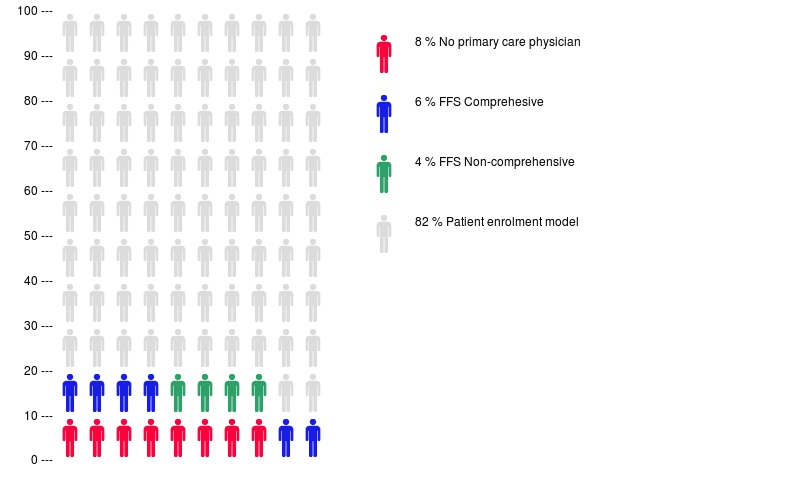 100 ---
90 ---
80 ---
70 ---
60 ---
50 ---
40 ---
30 ---
20 ---
10 ---
0 ---
8 % No primary care physician
6 % FFS Comprehesive
4 % FFS Non-comprehensive
82 % Patient enrolment model